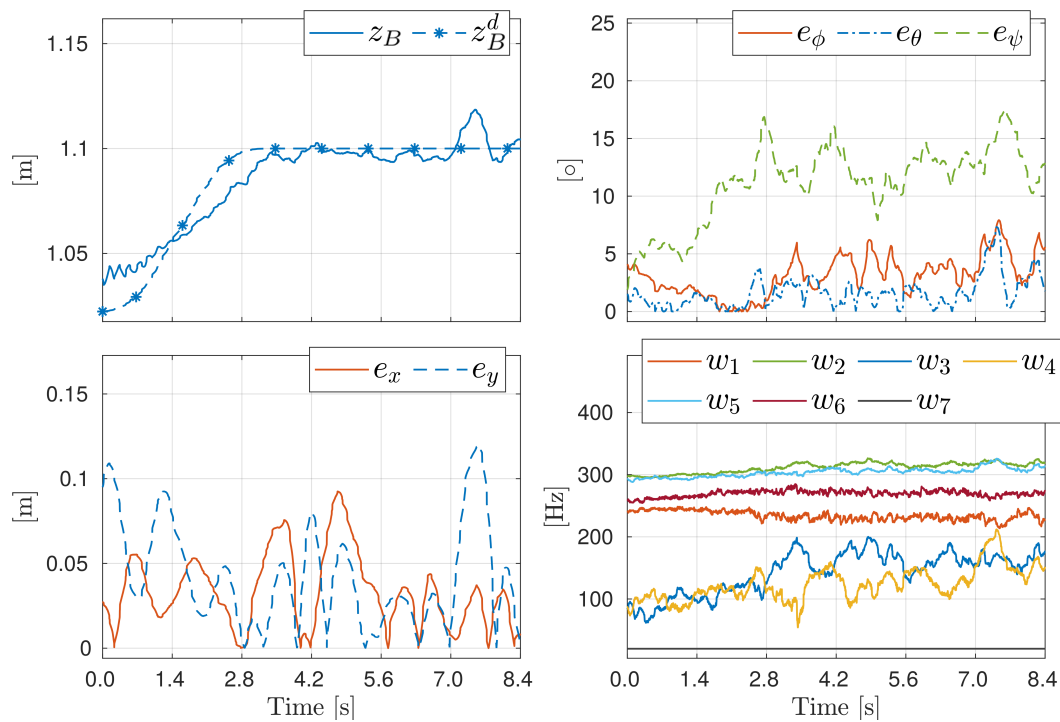 z_B z_B^d
1.15
1.1
1.05
[m]
e_ϕ e_θ e_ψ
25
20
15
10
5
0
[○]
e_x e_y
0.15
0.1
0.05
0
[m]
0.0 1.4 2.8 4.2 5.6 7.0 8.4
Time [s]
w_1 w_2 w_3 w_4
w_5 w_6 w_7
400
300
200
100
[Hz]
0.0 1.4 2.8 4.2 5.6 7.0 8.4
Time [s]